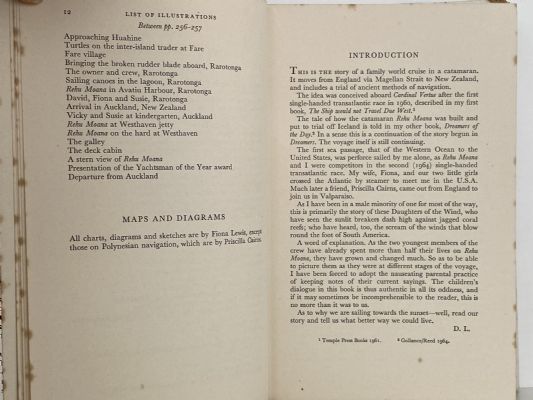 12 LIST OF ILLUSTRATIONS
Between pp. 256-257
Approaching Huahine
Turtles on the inter-island trader at Fare
Fare village
Bringing the broken rudder blade aboard, Rarotonga
The owner and crew, Rarotonga
Sailing canoes in the lagoon, Rarotonga
Rehu Moana in Avatiu Harbour, Rarotonga
David, Fiona and Susie, Rarotonga
Arrival in Auckland, New Zealand
Vicky and Susie at kindergarten, Auckland
Rehu Moana at Westhaven jetty
Rehu Moana on the hard at Westhaven
The galley
The deck cabin
A stern view of Rehu Moana
Presentation of the Yachtsman of the Year award
Departure from Auckland
MAPS AND DIAGRAMS
All charts, diagrams and sketches are by Fiona Lewis, except
those on Polynesian navigation, which are by Priscilla Cairns
INTRODUCTION
THIS IS THE story of a family world cruise in a catamaran.
It moves from England via Magellan Strait to New Zealand,
and includes a trial of ancient methods of navigation.
The idea was conceived aboard Cardinal Vertue after the first
single-handed transatlantic race in 1960, described in my first
book, The Ship would not Travel Due West.¹
The tale of how the catamaran Rehu Moana was built and
put to trial off Iceland is told in my other book, Dreamers of
the Day.² In a sense this is a continuation of the story begun in
Dreamers. The voyage itself is still continuing.
The first sea passage, that of the Western Ocean to the
United States, was perforce sailed by me alone, as Rehu Moana
and I were competitors in the second (1964) single-handed
transatlantic race. My wife, Fiona, and our two little girls
crossed the Atlantic by steamer to meet me in the U.S.A.
Much later a friend, Priscilla Cairns, came out from England to
join us in Valparaiso.
As I have been in a male minority of one for most of the way,
this is primarily the story of these Daughters of the Wind, who
have seen the sunlit breakers dash high against jagged coral
reefs; who have heard, too, the scream of the winds that blow
round the foot of South America.
A word of explanation. As the two youngest members of the
crew have already spent more than half their lives on Rehu
Moana, they have grown and changed much. So as to be able
to picture them as they were at different stages of the voyage,
I have been forced to adopt the nauseating parental practice
of keeping notes of their current sayings. The children's
dialogue in this book is thus authentic in all its oddness, and
if it may sometimes be incomprehensible to the reader, this is
no more than it was to us.
As to why we are sailing towards the sunset—well, read our
story and tell us what better way we could live.
D. L.
¹ Temple Press Books 1961. ² Gollancz/Reed 1964.